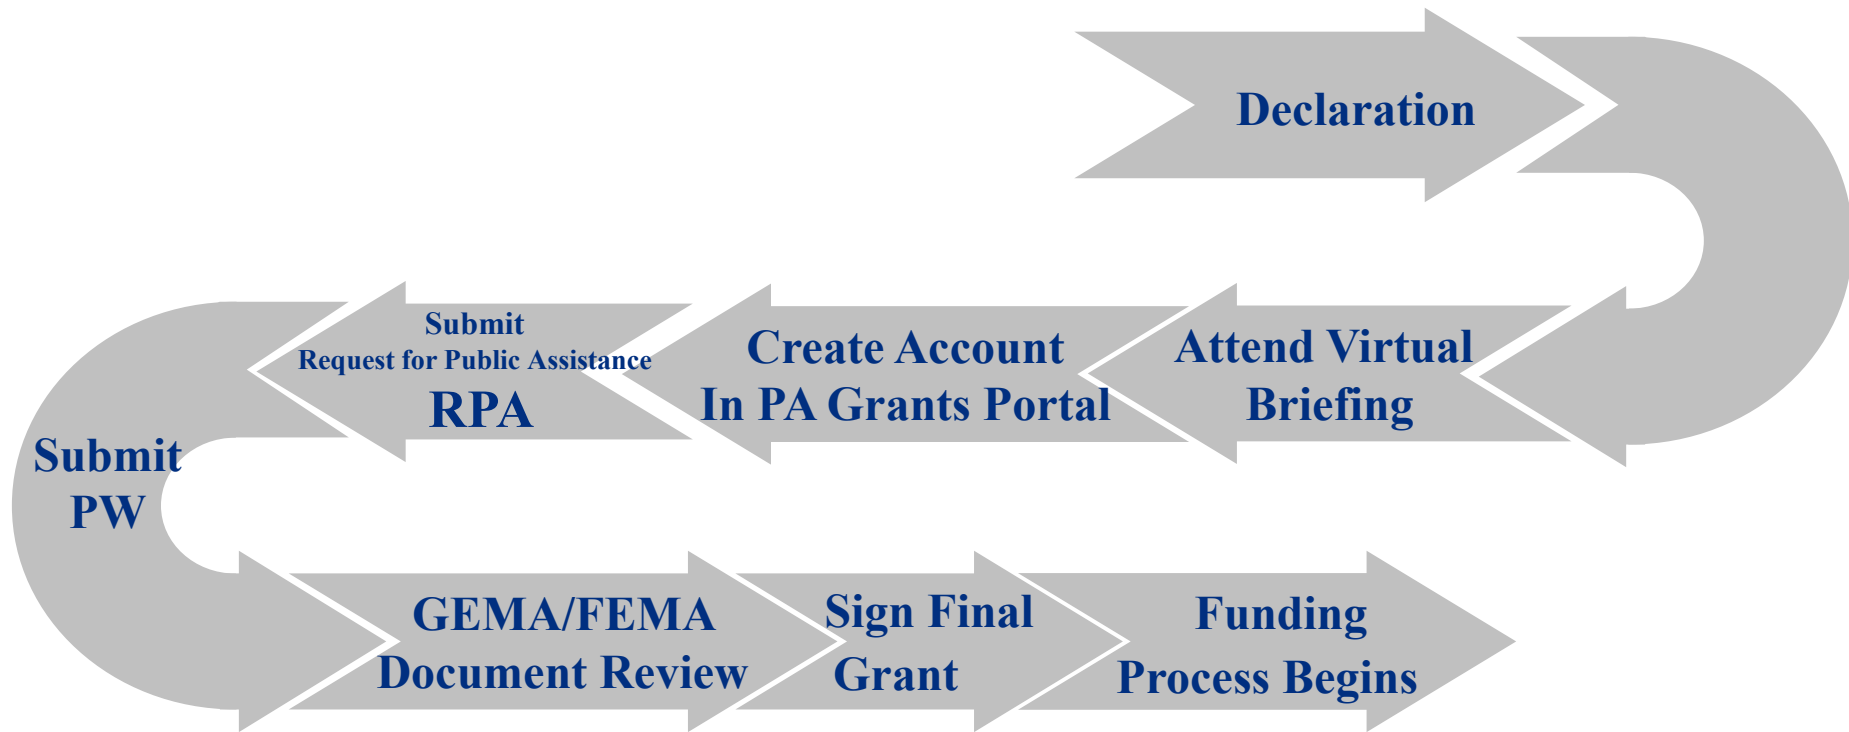 Declaration
Attend Virtual
Briefing
Create Account
In PA Grants Portal
Submit
Request for Public Assistance
RPA
Submit
PW
GEMA/FEMA
Document Review
Sign Final
Grant
Funding
Process Begins